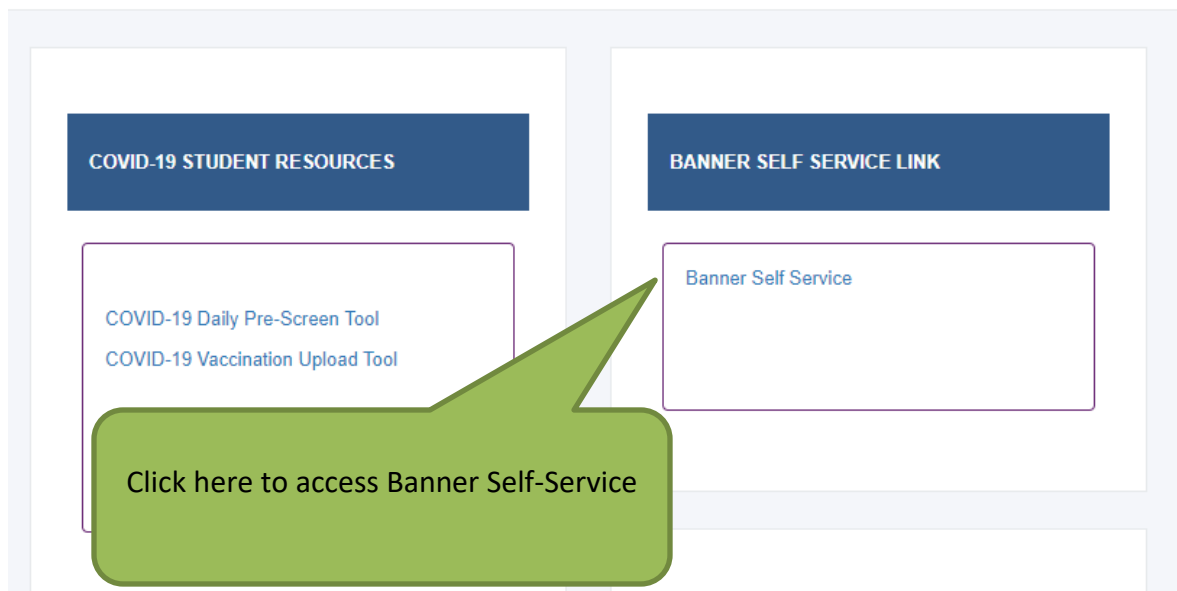 COVID-19 STUDENT RESOURCES
COVID-19 Daily Pre-Screen Tool
COVID-19 Vaccination Upload Tool
BANNER SELF SERVICE LINK
Banner Self Service
Click here to access Banner Self-Service